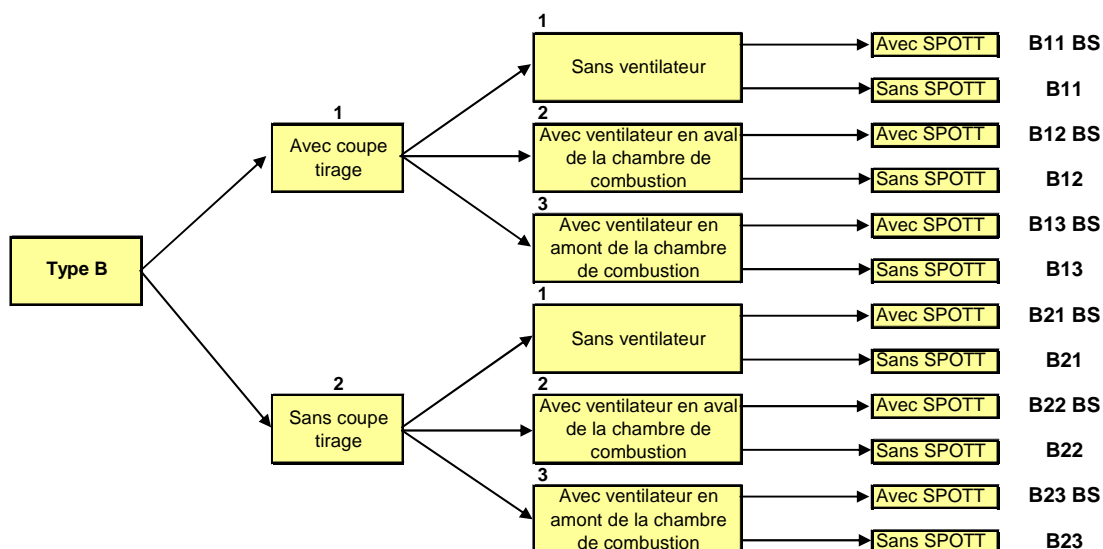 1
Sans ventilateur
Avec SPOTT B11 BS
Sans SPOTT B11
1
Avec coupe
tirage
2
Avec ventilateur en aval
de la chambre de
combustion
Avec SPOTT B12 BS
Sans SPOTT B12
3
Avec ventilateur en
amont de la chambre
de combustion
Avec SPOTT B13 BS
Sans SPOTT B13
Type B
1
Sans ventilateur
Avec SPOTT B21 BS
Sans SPOTT B21
2
Sans coupe
tirage
2
Avec ventilateur en aval
de la chambre de
combustion
Avec SPOTT B22 BS
Sans SPOTT B22
3
Avec ventilateur en
amont de la chambre
de combustion
Avec SPOTT B23 BS
Sans SPOTT B23